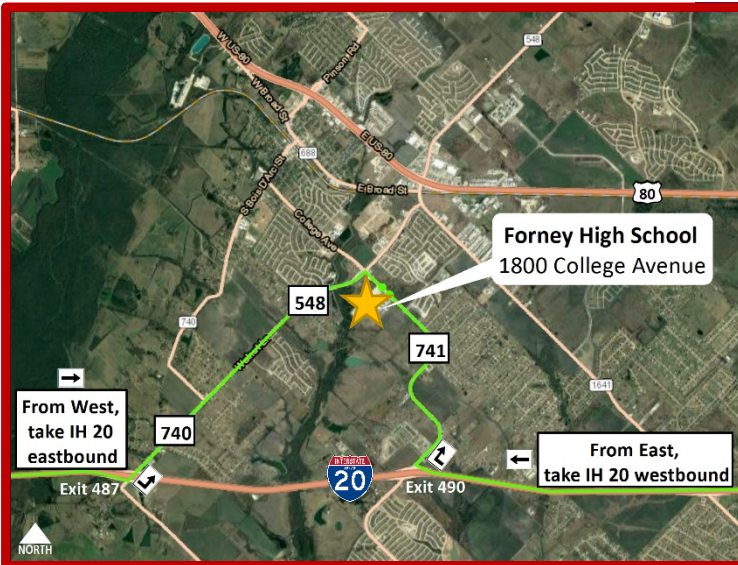 W US-80
Pinson Rd
548
W Broad St
688
E US-80
S Bois D'Arc St
E Broad St
80
College Ave
Forney High School
1800 College Avenue
548
740
741
1641
From West,
take IH 20
eastbound
740
From East,
take IH 20 westbound
INTERSTATE
20
Exit 487
Exit 490
NORTH